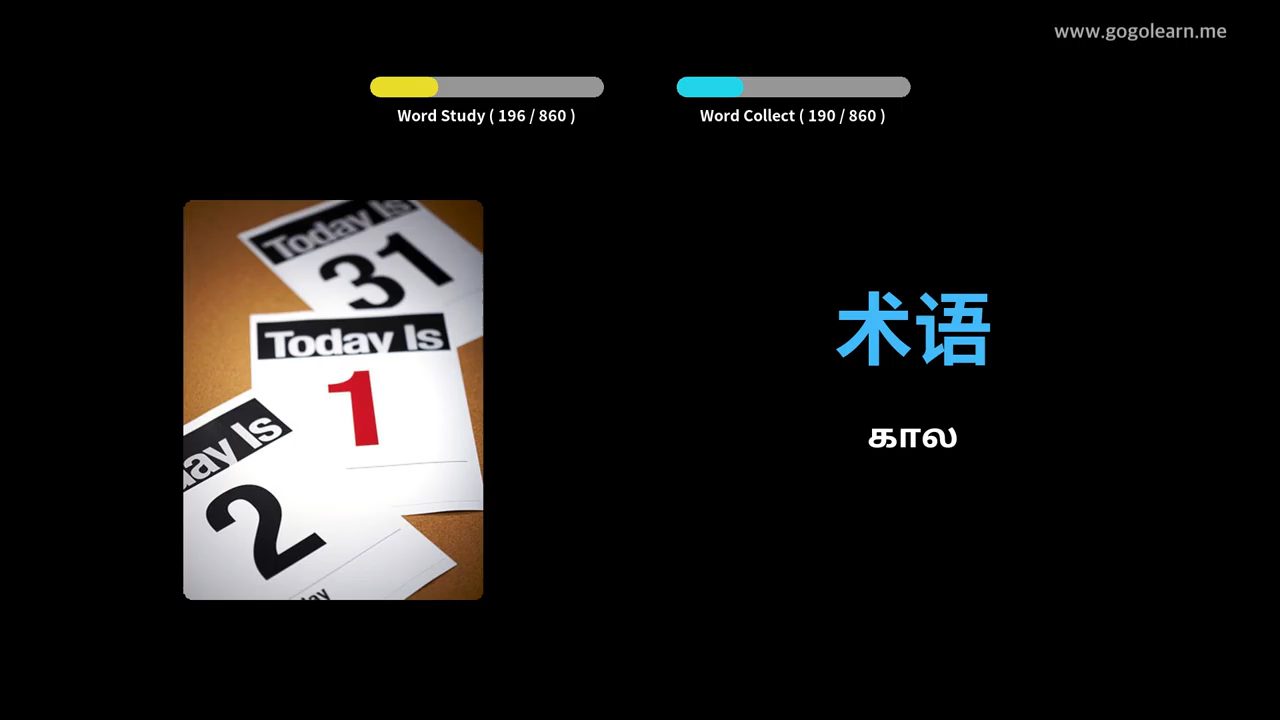 www.gogolearn.me
Word Study ( 196 / 860 )
Word Collect ( 190 / 860 )
Today Is
31
Today Is
1
ay Is
2
术语
கால